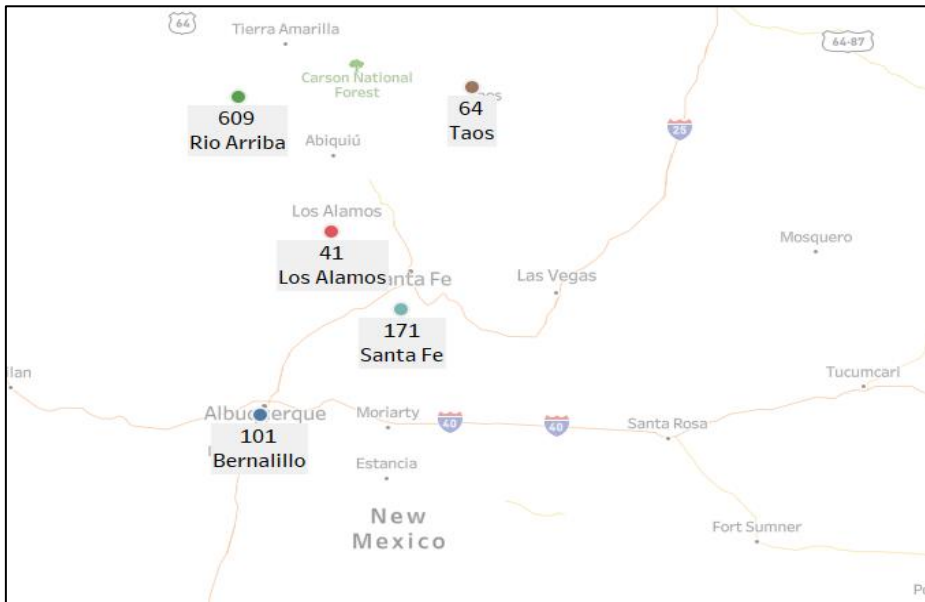 64
Tierra Amarilla
64-87
Carson National
Forest
609
Rio Arriba
64
Taos
Abiquiú
25
Los Alamos
41
Los Alamos
Mosquero
Las Vegas
171
Santa Fe
Tucumcari
Albuquerque
Moriarty
40
40
Santa Rosa
101
Bernalillo
Estancia
New
Mexico
Fort Sumner